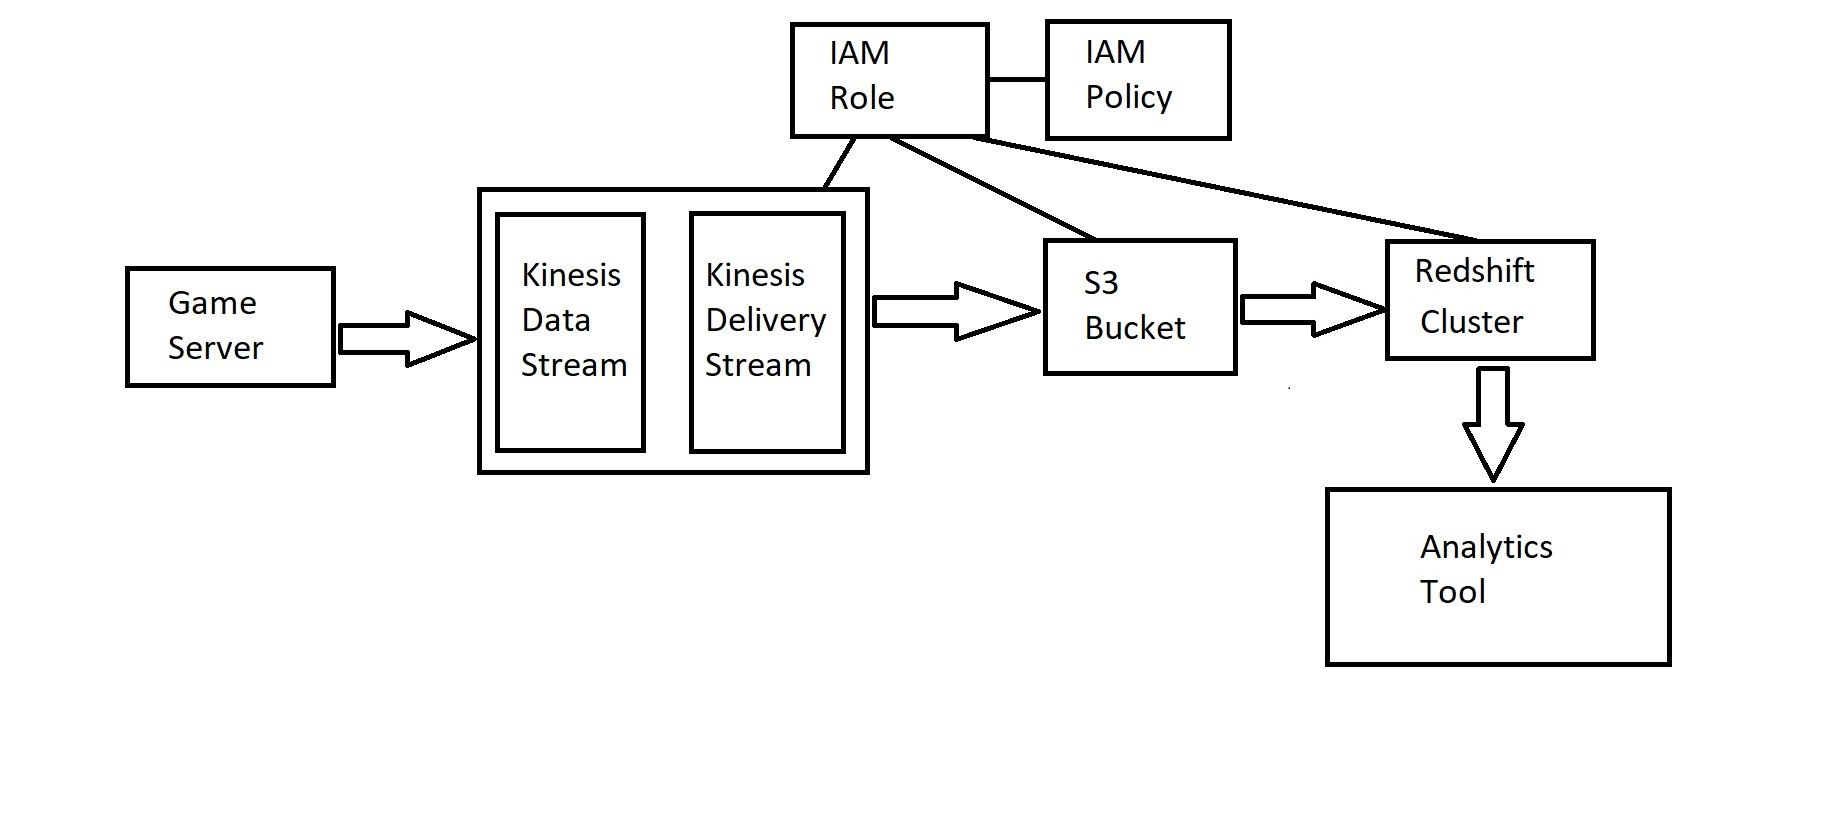 IAM
Role
IAM
Policy
Game
Server
Kinesis
Data
Stream
Kinesis
Delivery
Stream
S3
Bucket
Redshift
Cluster
Analytics
Tool